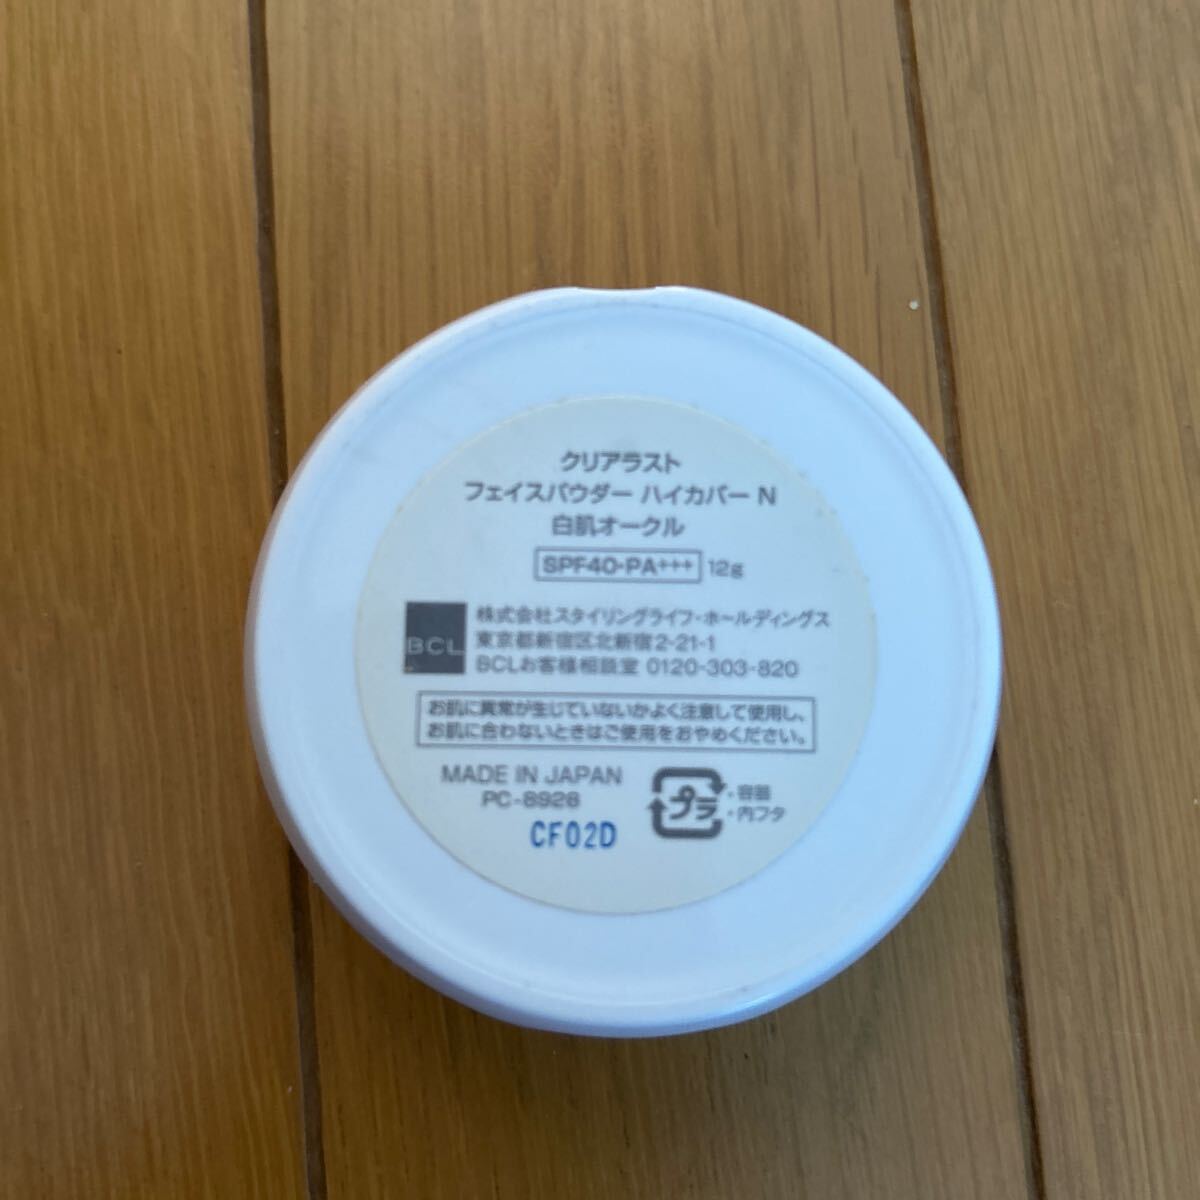 クリアラスト
フェイスパウダー ハイカバー N
白肌オークル
SPF40・PA+++ 12g
BCL
株式会社スタイリングライフ・ホールディングス
東京都新宿区北新宿2-21-1
BCLお客様相談室 0120-303-820
お肌に異常が生じていないかよく注意して使用し、
お肌に合わないときはご使用をおやめください。
MADE IN JAPAN
PC-8928
CF02D
プラ
・容器
・内フタ